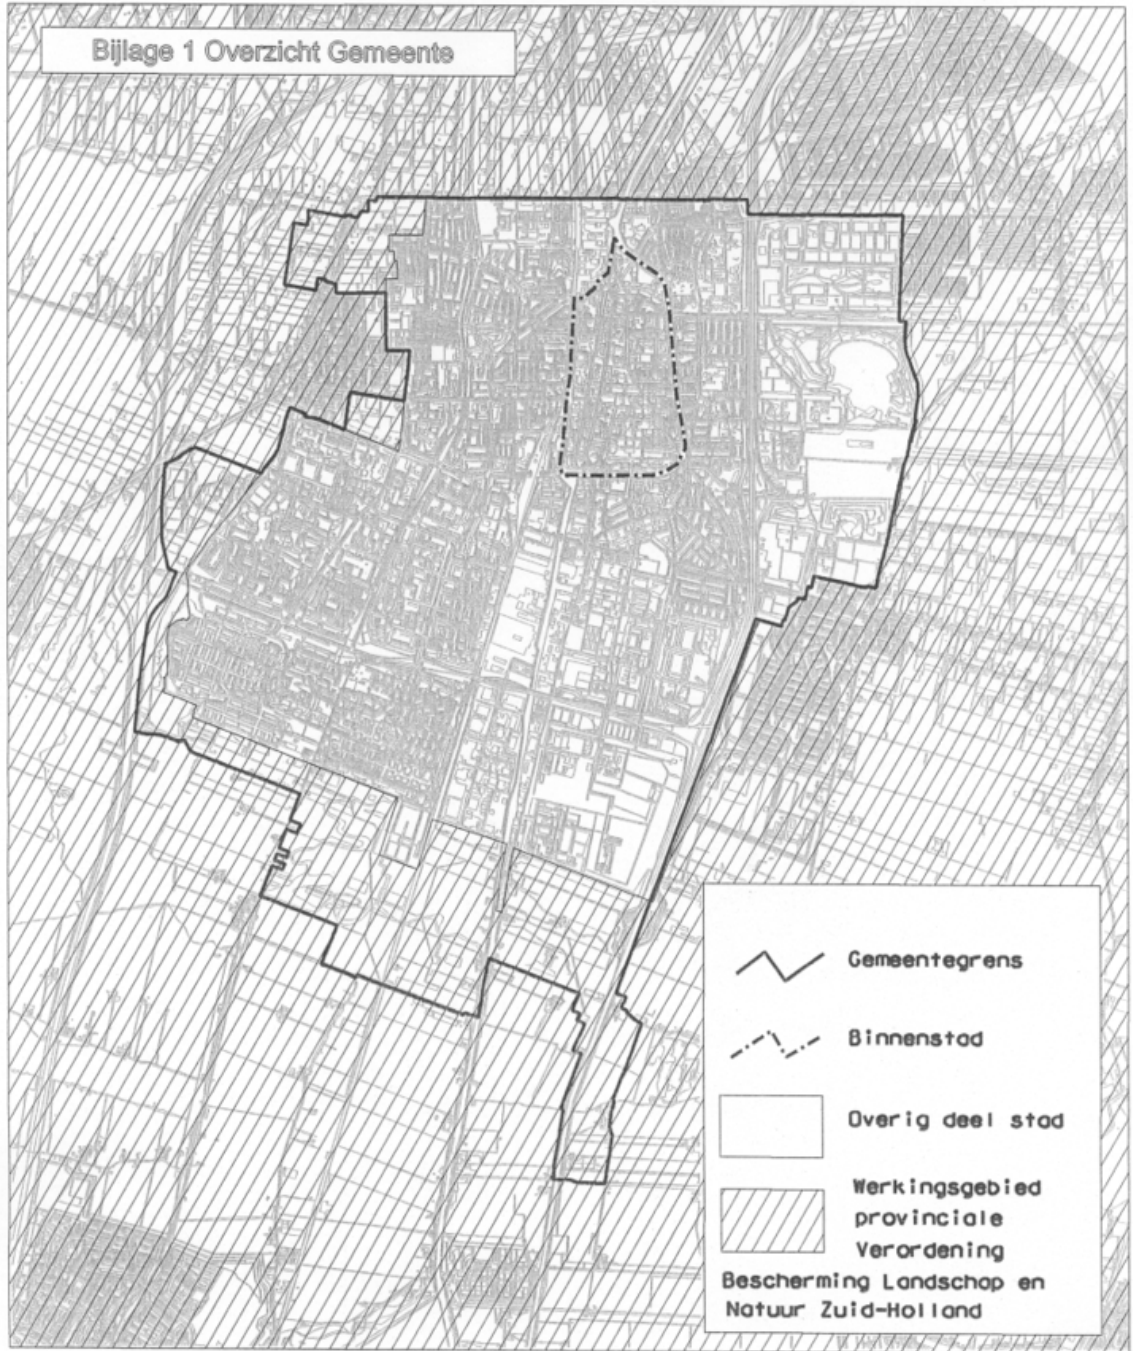 Bijlage 1 Overzicht Gemeente
Gemeentegrens
Binnenstad
Overig deel stad
Werkingsgebied
provinciale
Verordening
Bescherming Landschap en
Natuur Zuid-Holland